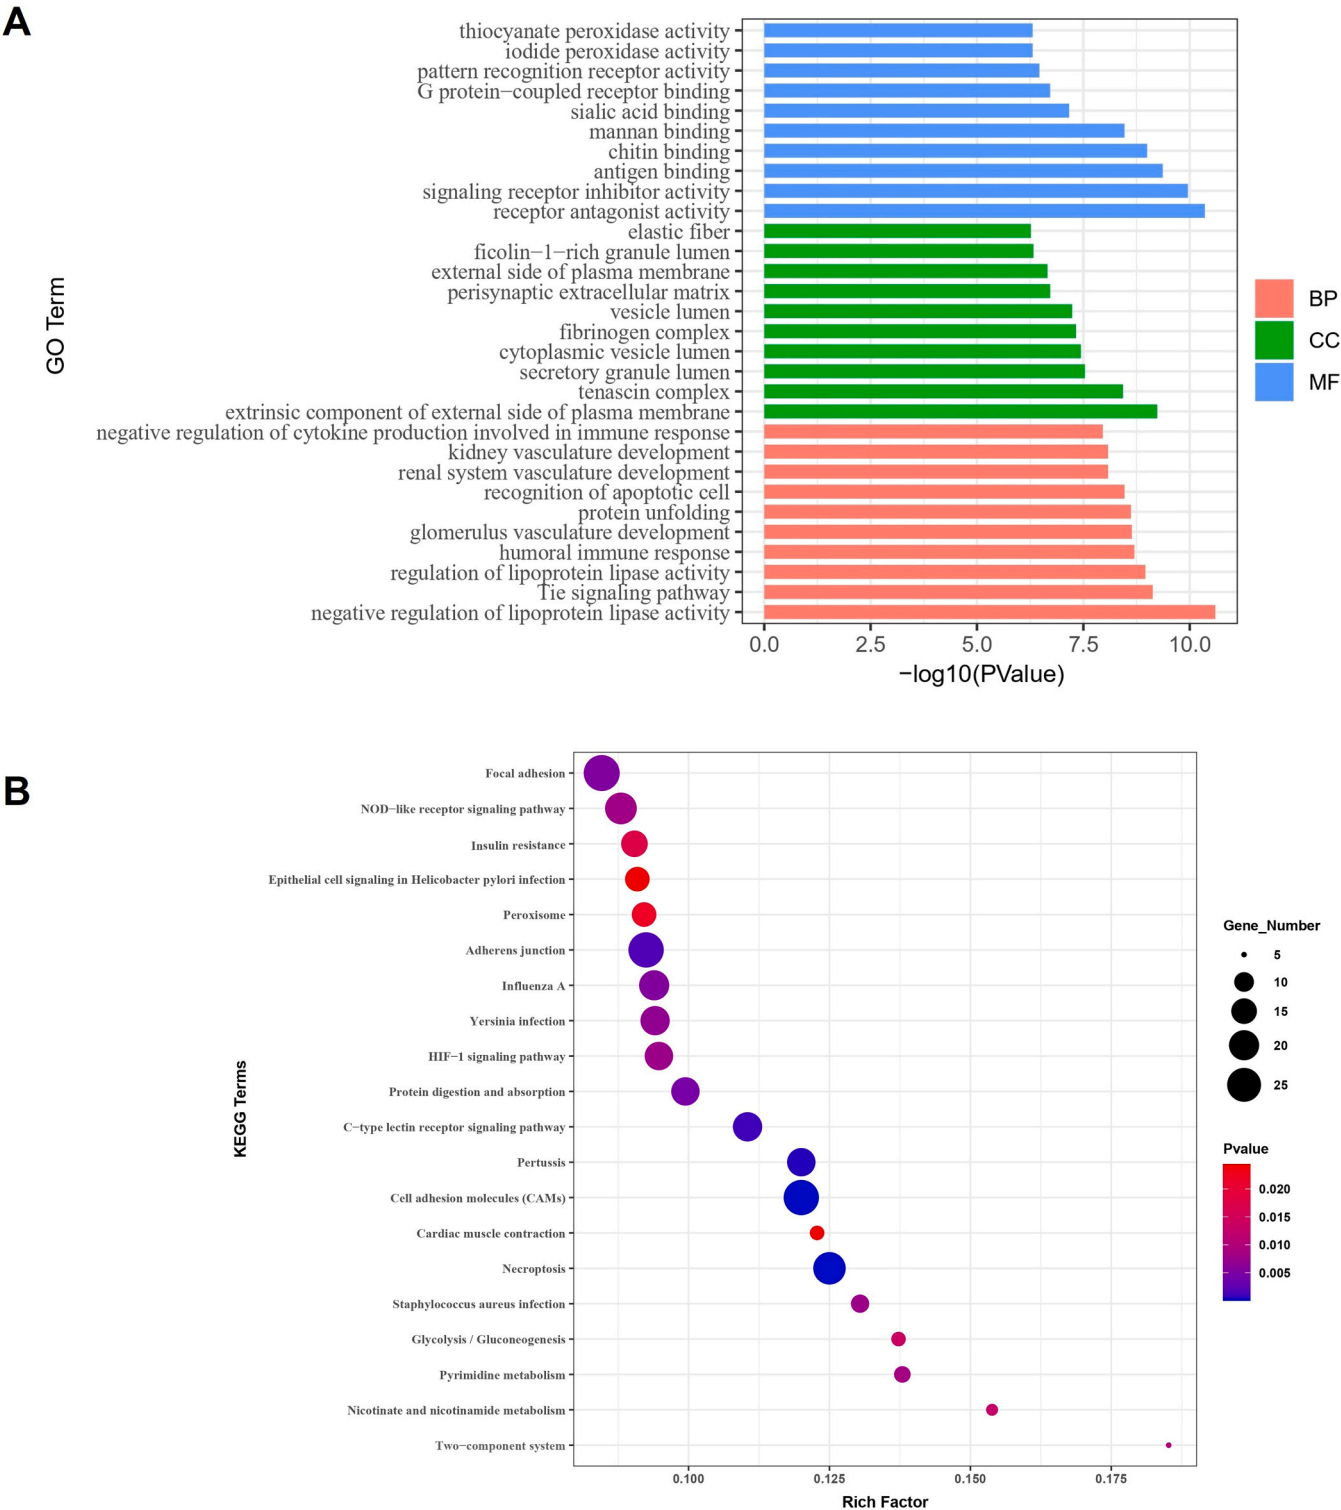 A
thiocyanate peroxidase activity
iodide peroxidase activity
pattern recognition receptor activity
G protein−coupled receptor binding
sialic acid binding
mannan binding
chitin binding
antigen binding
signaling receptor inhibitor activity
receptor antagonist activity
elastic fiber
ficolin−1−rich granule lumen
external side of plasma membrane
perisynaptic extracellular matrix
vesicle lumen
fibrinogen complex
cytoplasmic vesicle lumen
secretory granule lumen
tenascin complex
extrinsic component of external side of plasma membrane
negative regulation of cytokine production involved in immune response
kidney vasculature development
renal system vasculature development
recognition of apoptotic cell
protein unfolding
glomerulus vasculature development
humoral immune response
regulation of lipoprotein lipase activity
Tie signaling pathway
negative regulation of lipoprotein lipase activity
GO Term
0.0 2.5 5.0 7.5 10.0
−log10(PValue)
BP
CC
MF
B
Focal adhesion
NOD−like receptor signaling pathway
Insulin resistance
Epithelial cell signaling in Helicobacter pylori infection
Peroxisome
Adherens junction
Influenza A
Yersinia infection
HIF−1 signaling pathway
Protein digestion and absorption
C−type lectin receptor signaling pathway
Pertussis
Cell adhesion molecules (CAMs)
Cardiac muscle contraction
Necroptosis
Staphylococcus aureus infection
Glycolysis / Gluconeogenesis
Pyrimidine metabolism
Nicotinate and nicotinamide metabolism
Two−component system
KEGG Terms
0.100 0.125 0.150 0.175
Rich Factor
Gene_Number
5
10
15
20
25
Pvalue
0.020
0.015
0.010
0.005